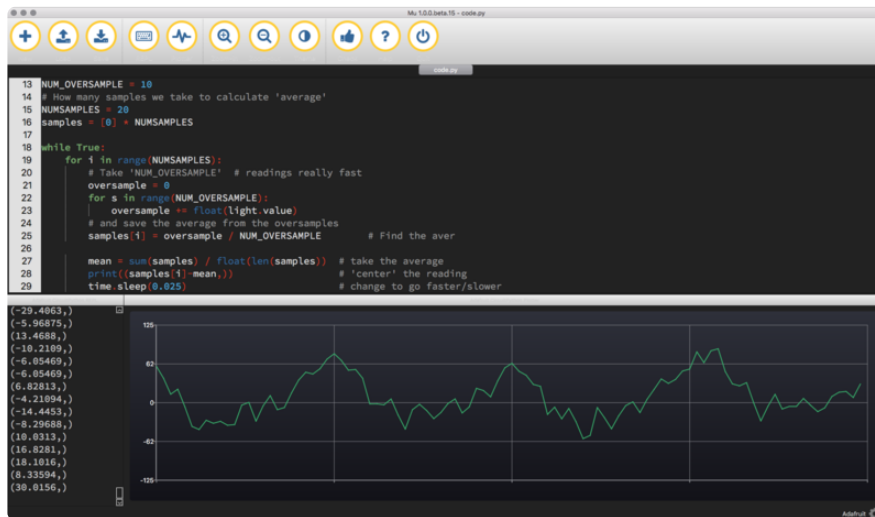 Mu 1.0.0.beta.15 - code.py
code.py
13 NUM_OVERSAMPLE = 10
14 # How many samples we take to calculate 'average'
15 NUMSAMPLES = 20
16 samples = [0] * NUMSAMPLES
17
18 while True:
19 for i in range(NUMSAMPLES):
20 # Take 'NUM_OVERSAMPLE' # readings really fast
21 oversample = 0
22 for s in range(NUM_OVERSAMPLE):
23 oversample += float(light.value)
24 # and save the average from the oversamples
25 samples[i] = oversample / NUM_OVERSAMPLE # Find the aver
26
27 mean = sum(samples) / float(len(samples)) # take the average
28 print((samples[i]-mean,)) # 'center' the reading
29 time.sleep(0.025) # change to go faster/slower
(-29.4063,)
(-5.96875,)
(13.4688,)
(-10.2109,)
(-6.05469,)
(-6.05469,)
(6.82813,)
(-4.21094,)
(-14.4453,)
(-8.29688,)
(10.0313,)
(16.8281,)
(18.1016,)
(8.33594,)
(30.0156,)
125
62
0
-62
-125
Adafruit